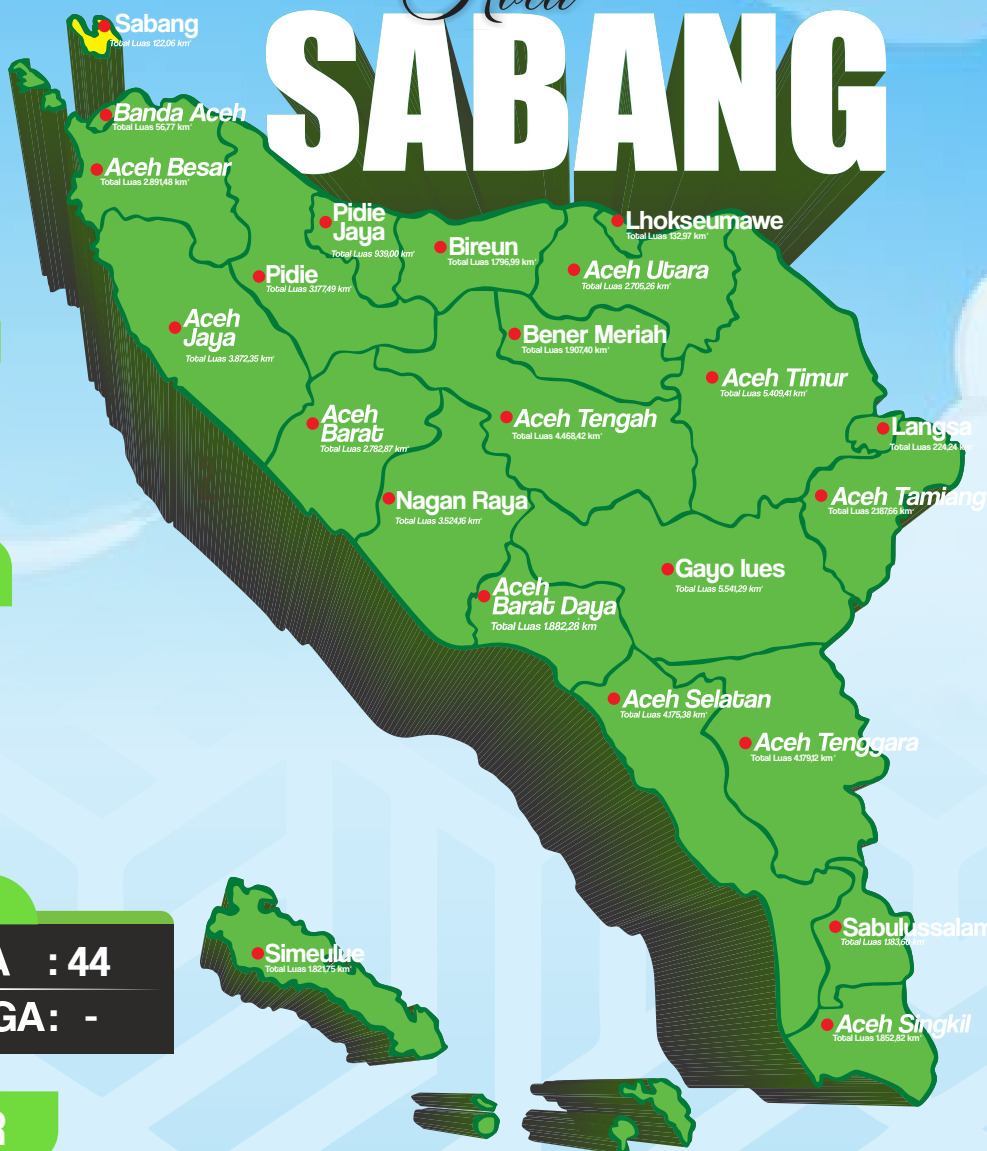 SABANG
Sabang
Total Luas 122,06 km²
Banda Aceh
Total Luas 56,77 km²
Aceh Besar
Total Luas 2.891,48 km²
Pidie
Jaya
Total Luas 939,00 km²
Bireun
Total Luas 1.796,99 km²
Lhokseumawe
Total Luas 132,97 km²
Pidie
Total Luas 3.177,49 km²
Aceh Utara
Total Luas 2.705,26 km²
Aceh
Jaya
Total Luas 3.872,35 km²
Bener Meriah
Total Luas 1.907,40 km²
Aceh Timur
Total Luas 5.409,41 km²
Aceh
Barat
Total Luas 2.782,87 km²
Aceh Tengah
Total Luas 4.468,42 km²
Langsa
Total Luas 224,24 km
Nagan Raya
Total Luas 3.524,16 km²
Aceh Tamiang
Total Luas 2.187,66 km²
Gayo lues
Total Luas 5.541,29 km²
Aceh
Barat Daya
Total Luas 1.882,28 km
Aceh Selatan
Total Luas 4.175,38 km²
Aceh Tenggara
Total Luas 4.179,12 km²
Sabulussalam
Total Luas 1.183,60 km²
A : 44
Simeulue
Total Luas 1.821,75 km²
GA: -
Aceh Singkil
Total Luas 1.852,82 km²
R